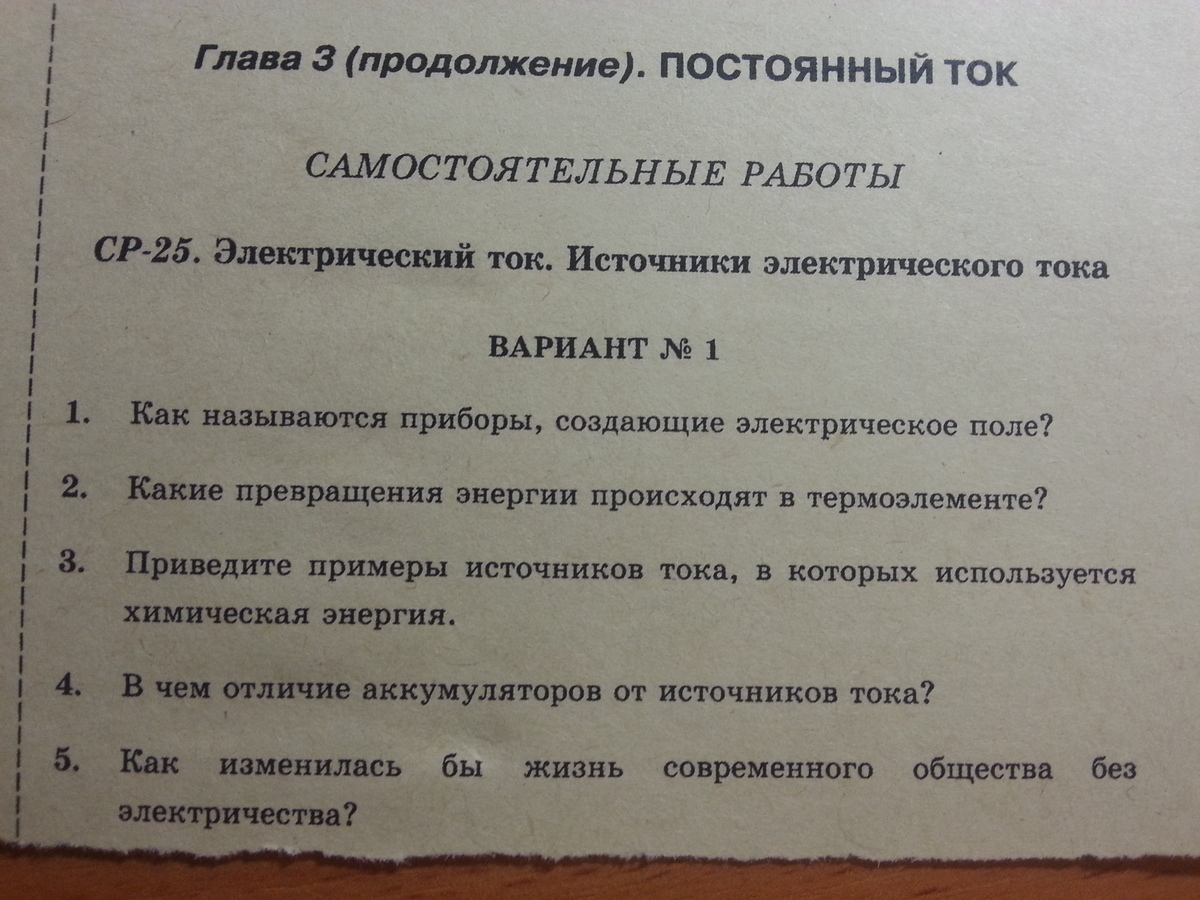 Глава 3 (продолжение). ПОСТОЯННЫЙ ТОК
САМОСТОЯТЕЛЬНЫЕ РАБОТЫ
СР-25. Электрический ток. Источники электрического тока
ВАРИАНТ № 1
1. Как называются приборы, создающие электрическое поле?
2. Какие превращения энергии происходят в термоэлементе?
3. Приведите примеры источников тока, в которых используется
химическая энергия.
4. В чем отличие аккумуляторов от источников тока?
5. Как изменилась бы жизнь современного общества без
электричества?